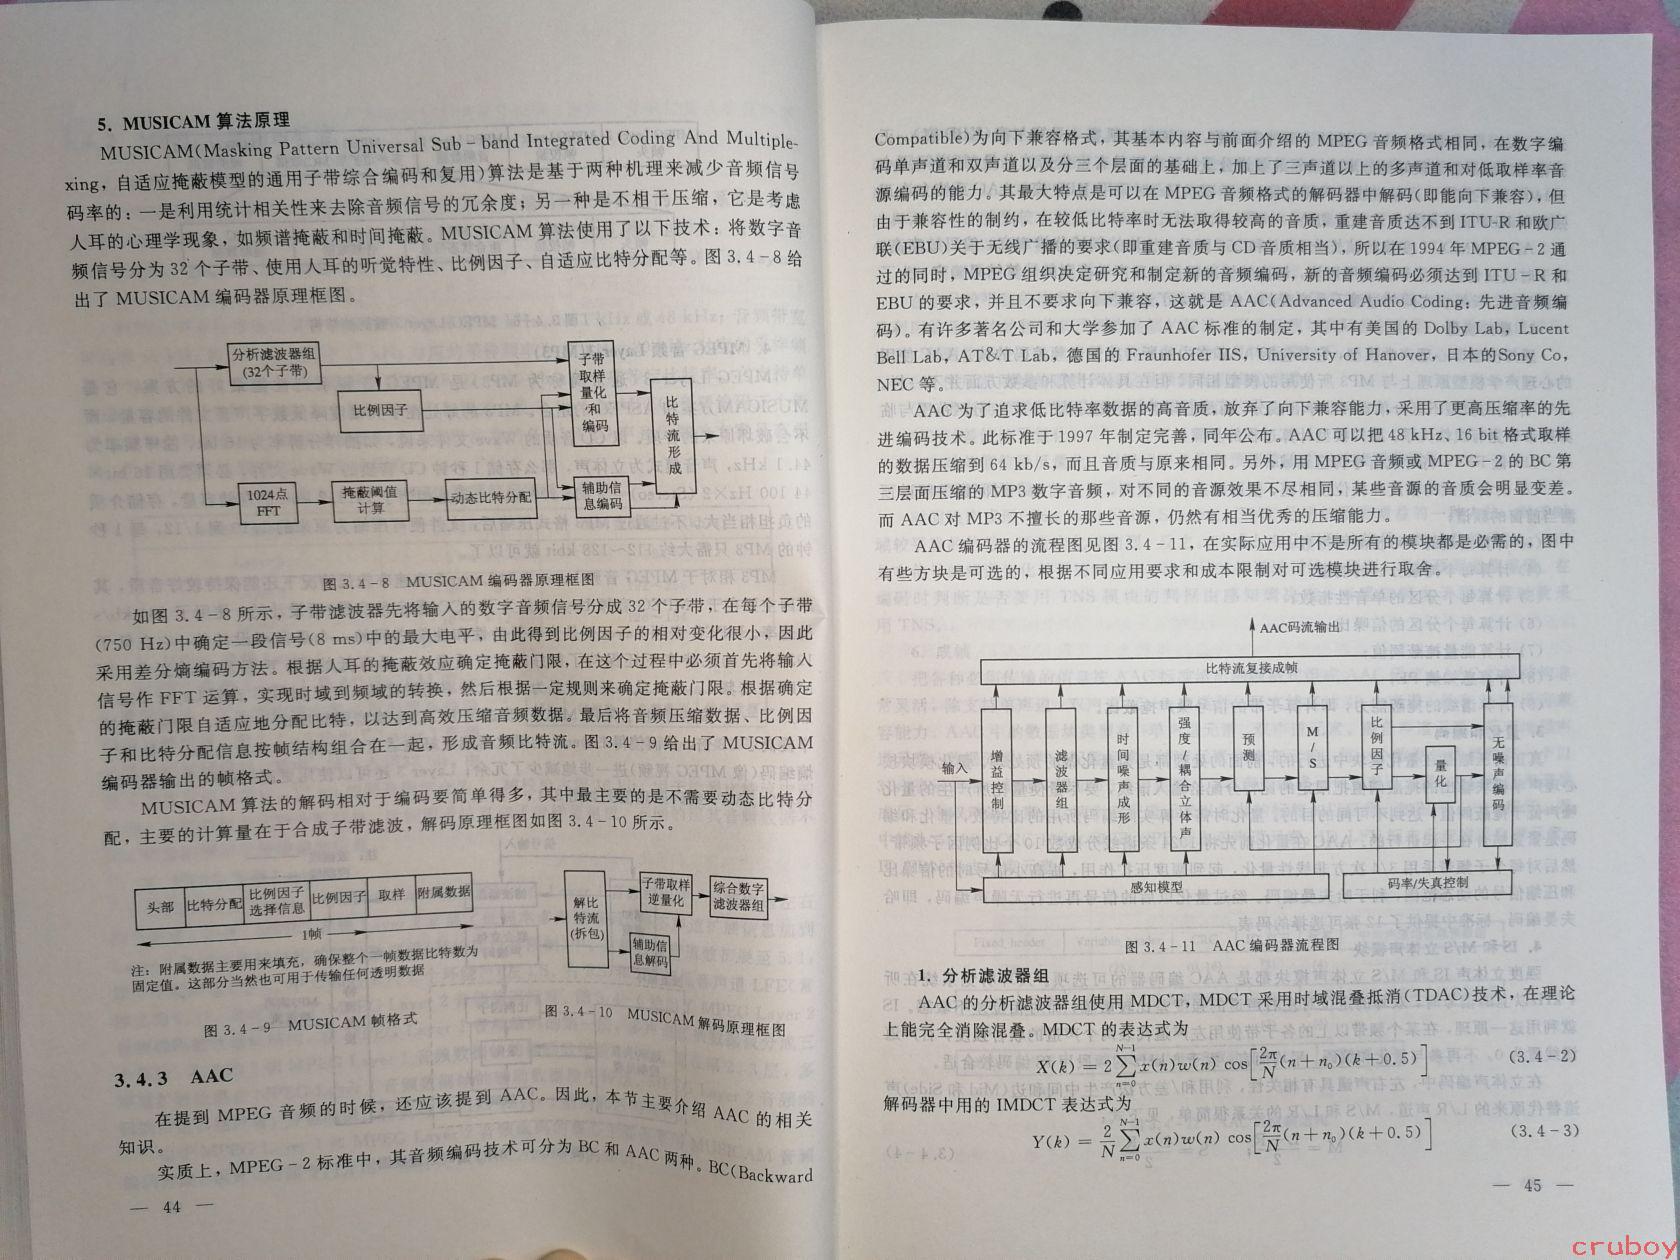 5. MUSICAM 算法原理
MUSICAM(Masking Pattern Universal Sub-band Integrated Coding And Multiple-
xing, 自适应掩蔽模型的通用子带综合编码和复用)算法是基于两种机理来减少音频信号
码率的: 一是利用统计相关性来去除音频信号的冗余度; 另一种是不相干压缩, 它是考虑
人耳的心理学现象, 如频谱掩蔽和时间掩蔽。MUSICAM 算法使用了以下技术: 将数字音
频信号分为 32 个子带、使用人耳的听觉特性、比例因子、自适应比特分配等。图 3.4-8 给
出了 MUSICAM 编码器原理框图。
分析滤波器组
(32个子带)
比例因子
子带
取样
量化
和
编码
比特流形成
1024点
FFT
掩蔽阈值
计算
动态比特分配
辅助信
息编码
图 3.4-8 MUSICAM 编码器原理框图
如图 3.4-8 所示, 子带滤波器先将输入的数字音频信号分成 32 个子带, 在每个子带
(750 Hz)中确定一段信号(8 ms)中的最大电平, 由此得到比例因子的相对变化很小, 因此
采用差分熵编码方法。根据人耳的掩蔽效应确定掩蔽门限, 在这个过程中必须首先将输入
信号作 FFT 运算, 实现时域到频域的转换, 然后根据一定规则来确定掩蔽门限。根据确定
的掩蔽门限自适应地分配比特, 以达到高效压缩音频数据。最后将音频压缩数据、比例因
子和比特分配信息按帧结构组合在一起, 形成音频比特流。图 3.4-9 给出了 MUSICAM
编码器输出的帧格式。
MUSICAM 算法的解码相对于编码要简单得多, 其中最主要的是不需要动态比特分
配, 主要的计算量在于合成子带滤波, 解码原理框图如图 3.4-10 所示。
头部 比特分配 比例因子选择信息 比例因子 取样 附属数据
1帧
注: 附属数据主要用来填充, 确保整个一帧数据比特数为
固定值。这部分当然也可用于传输任何透明数据
图 3.4-9 MUSICAM 帧格式
解比
特流
(拆包)
子带取样
逆量化
综合数字
滤波器组
辅助信
息解码
图 3.4-10 MUSICAM 解码原理框图
3.4.3 AAC
在提到 MPEG 音频的时候, 还应该提到 AAC。因此, 本节主要介绍 AAC 的相关
知识。
实质上, MPEG-2 标准中, 其音频编码技术可分为 BC 和 AAC 两种。BC(Backward
— 44 —
Compatible)为向下兼容格式, 其基本内容与前面介绍的 MPEG 音频格式相同, 在数字编
码单声道和双声道以及分三个层面的基础上, 加上了三声道以上的多声道和对低取样率音
源编码的能力。其最大特点是可以在 MPEG 音频格式的解码器中解码(即能向下兼容), 但
由于兼容性的制约, 在较低比特率时无法取得较高的音质, 重建音质达不到 ITU-R 和欧广
联(EBU)关于无线广播的要求(即重建音质与 CD 音质相当), 所以在 1994 年 MPEG-2 通
过的同时, MPEG 组织决定研究和制定新的音频编码, 新的音频编码必须达到 ITU-R 和
EBU 的要求, 并且不要求向下兼容, 这就是 AAC(Advanced Audio Coding: 先进音频编
码)。有许多著名公司和大学参加了 AAC 标准的制定, 其中有美国的 Dolby Lab, Lucent
Bell Lab, AT&T Lab, 德国的 Fraunhofer IIS, University of Hanover, 日本的Sony Co,
NEC 等。
AAC 为了追求低比特率数据的高音质, 放弃了向下兼容能力, 采用了更高压缩率的先
进编码技术。此标准于 1997 年制定完善, 同年公布。AAC 可以把 48 kHz、16 bit 格式取样
的数据压缩到 64 kb/s, 而且音质与原来相同。另外, 用 MPEG 音频或 MPEG-2 的 BC 第
三层面压缩的 MP3 数字音频, 对不同的音源效果不尽相同, 某些音源的音质会明显变差。
而 AAC 对 MP3 不擅长的那些音源, 仍然有相当优秀的压缩能力。
AAC 编码器的流程图见图 3.4-11, 在实际应用中不是所有的模块都是必需的, 图中
有些方块是可选的, 根据不同应用要求和成本限制对可选模块进行取舍。
AAC码流输出
比特流复接成帧
输入
增益控制
滤波器组
时间噪声成形
强度/耦合立体声
预测
M/S
比例因子
量化
无噪声编码
感知模型
码率/失真控制
图 3.4-11 AAC 编码器流程图
1. 分析滤波器组
AAC 的分析滤波器组使用 MDCT, MDCT 采用时域混叠抵消(TDAC)技术, 在理论
上能完全消除混叠。MDCT 的表达式为
X(k) = 2∑_{n=0}^{N-1} x(n)w(n) cos[2π/N (n+n₀)(k+0.5)] (3.4-2)
解码器中用的 IMDCT 表达式为
Y(k) = 2/N ∑_{n=0}^{N-1} x(n)w(n) cos[2π/N (n+n₀)(k+0.5)] (3.4-3)
— 45 —
cruboy